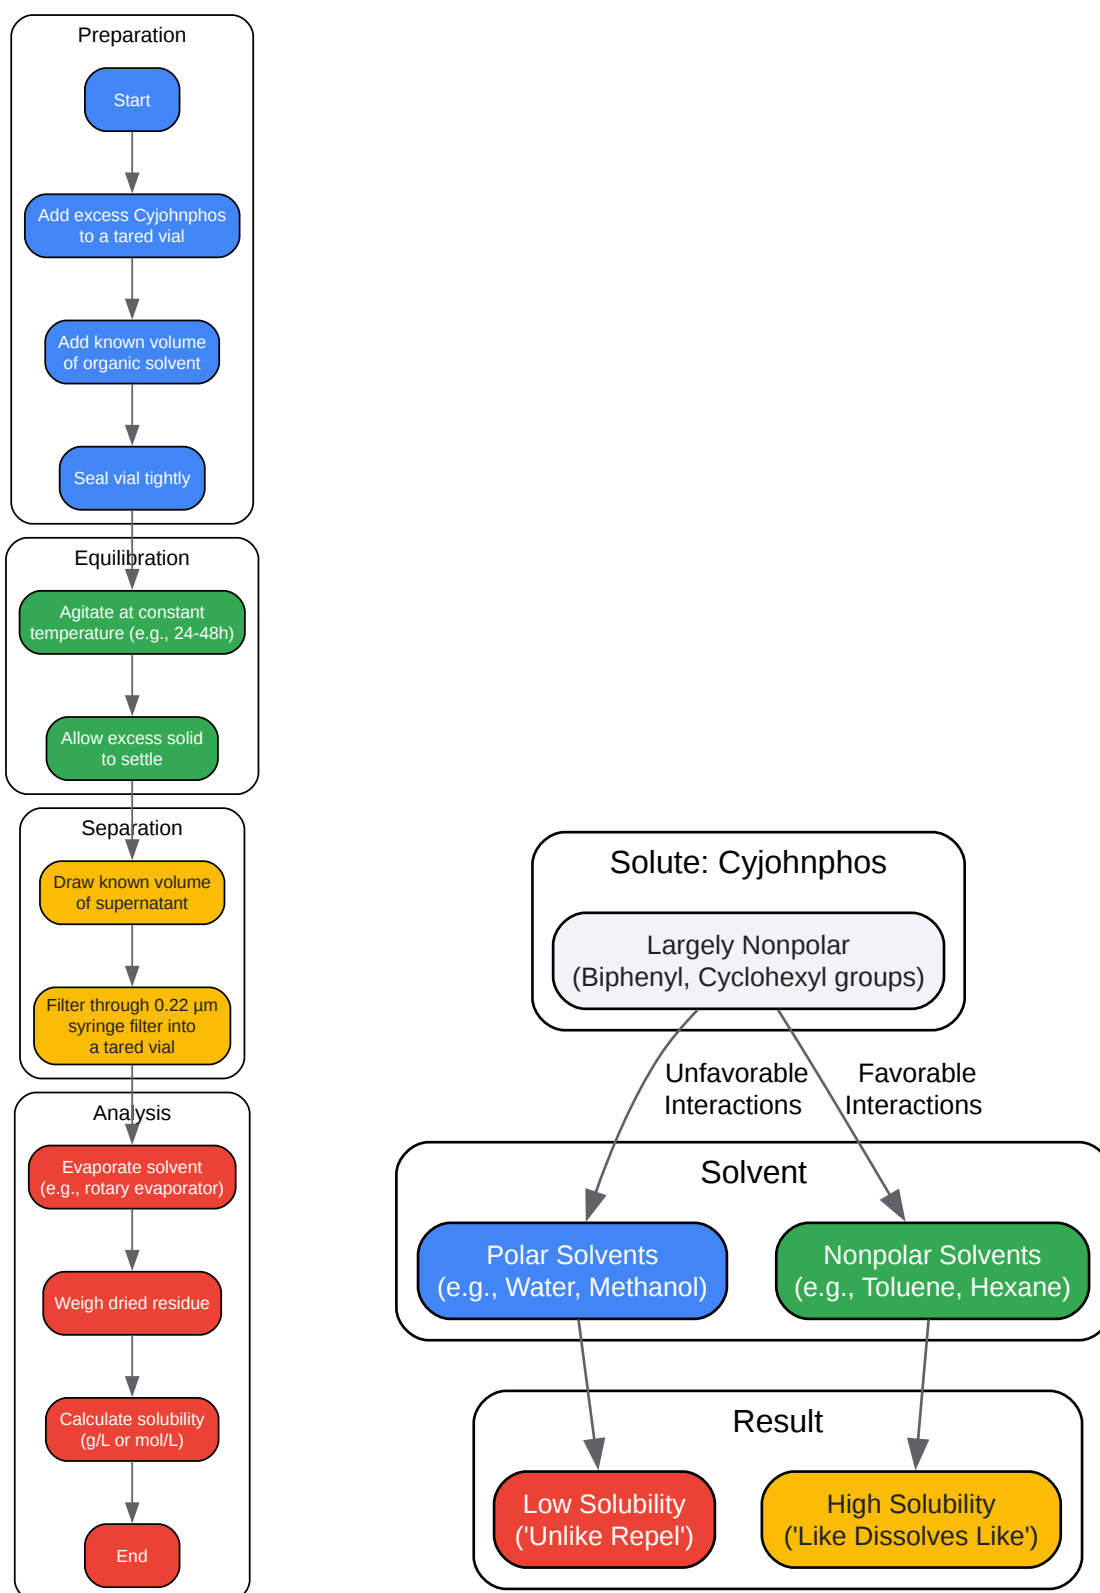 Preparation
Start
Add excess Cyjohnphos
to a tared vial
Add known volume
of organic solvent
Seal vial tightly
Equilibration
Agitate at constant
temperature (e.g., 24-48h)
Allow excess solid
to settle
Separation
Draw known volume
of supernatant
Filter through 0.22 µm
syringe filter into
a tared vial
Analysis
Evaporate solvent
(e.g., rotary evaporator)
Weigh dried residue
Calculate solubility
(g/L or mol/L)
End
Solute: Cyjohnphos
Largely Nonpolar
(Biphenyl, Cyclohexyl groups)
Unfavorable
Interactions
Favorable
Interactions
Solvent
Polar Solvents
(e.g., Water, Methanol)
Nonpolar Solvents
(e.g., Toluene, Hexane)
Result
Low Solubility
('Unlike Repel')
High Solubility
('Like Dissolves Like')